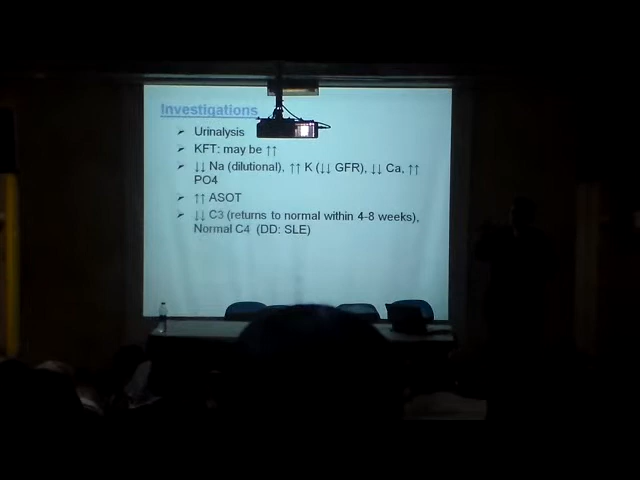 Investigations
➢ Urinalysis
➢ KFT: may be ↑↑
➢ ↓↓ Na (dilutional), ↑↑ K (↓↓ GFR), ↓↓ Ca, ↑↑
PO4
➢ ↑↑ ASOT
➢ ↓↓ C3 (returns to normal within 4-8 weeks),
Normal C4 (DD: SLE)